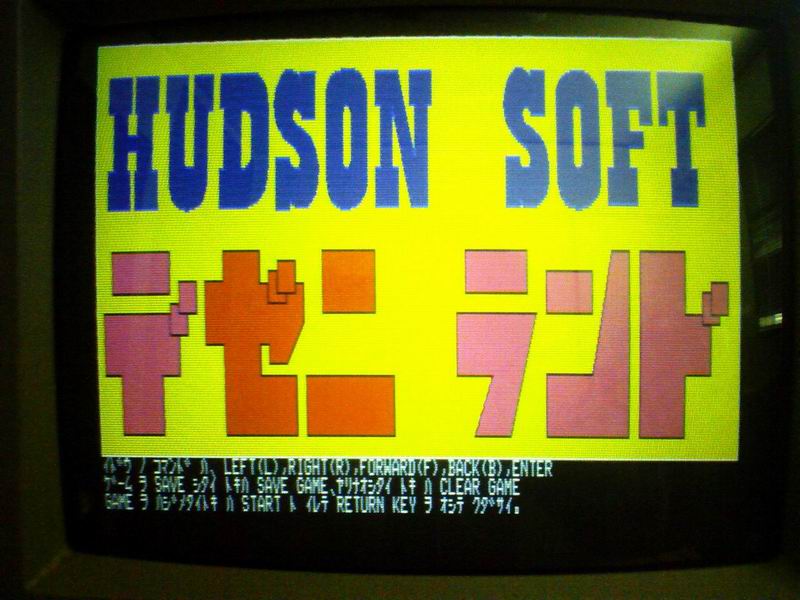 HUDSON SOFT
デゼニ ランド
イドウ ノ コマンド ハ, LEFT(L),RIGHT(R),FORWARD(F),BACK(B),ENTER
ゲーム ヲ SAVE シタイ トキハ SAVE GAME,ヤリナオシタイ トキ ハ CLEAR GAME
GAME ヲ ハジメタイトキ ハ START ト イレテ RETURN KEY ヲ オシテ クダサイ。